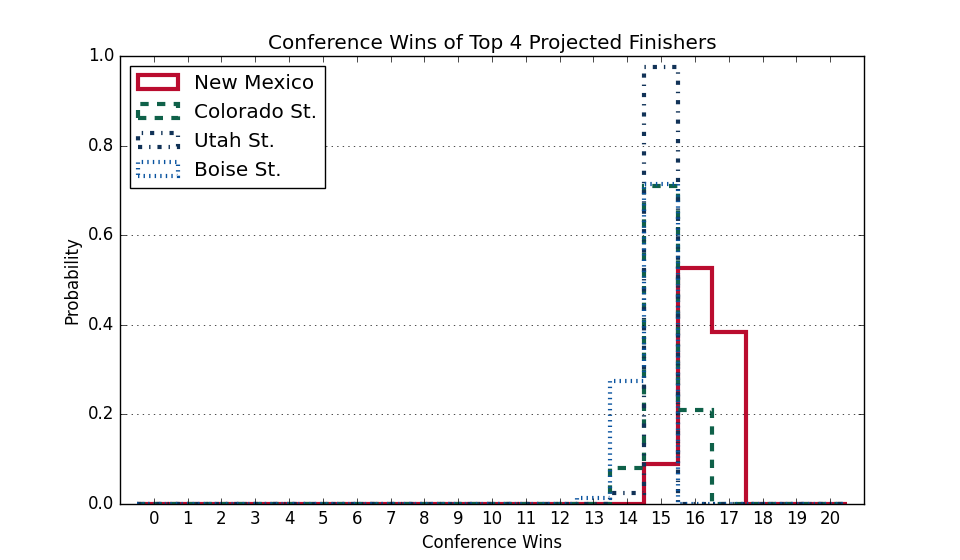 Conference Wins of Top 4 Projected Finishers
1.0
0.8
0.6
0.4
0.2
0.0
Probability
New Mexico
Colorado St.
Utah St.
Boise St.
0 1 2 3 4 5 6 7 8 9 10 11 12 13 14 15 16 17 18 19 20
Conference Wins